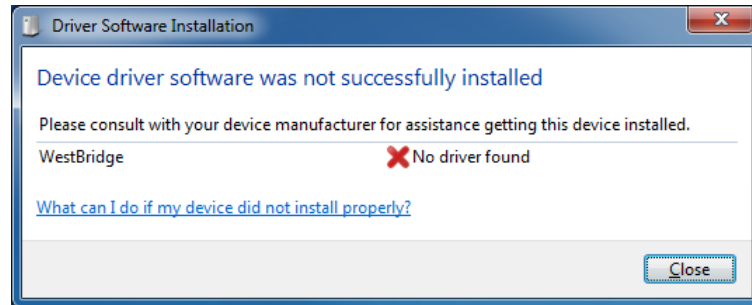 Driver Software Installation
Device driver software was not successfully installed
Please consult with your device manufacturer for assistance getting this device installed.
WestBridge No driver found
What can I do if my device did not install properly?
Close